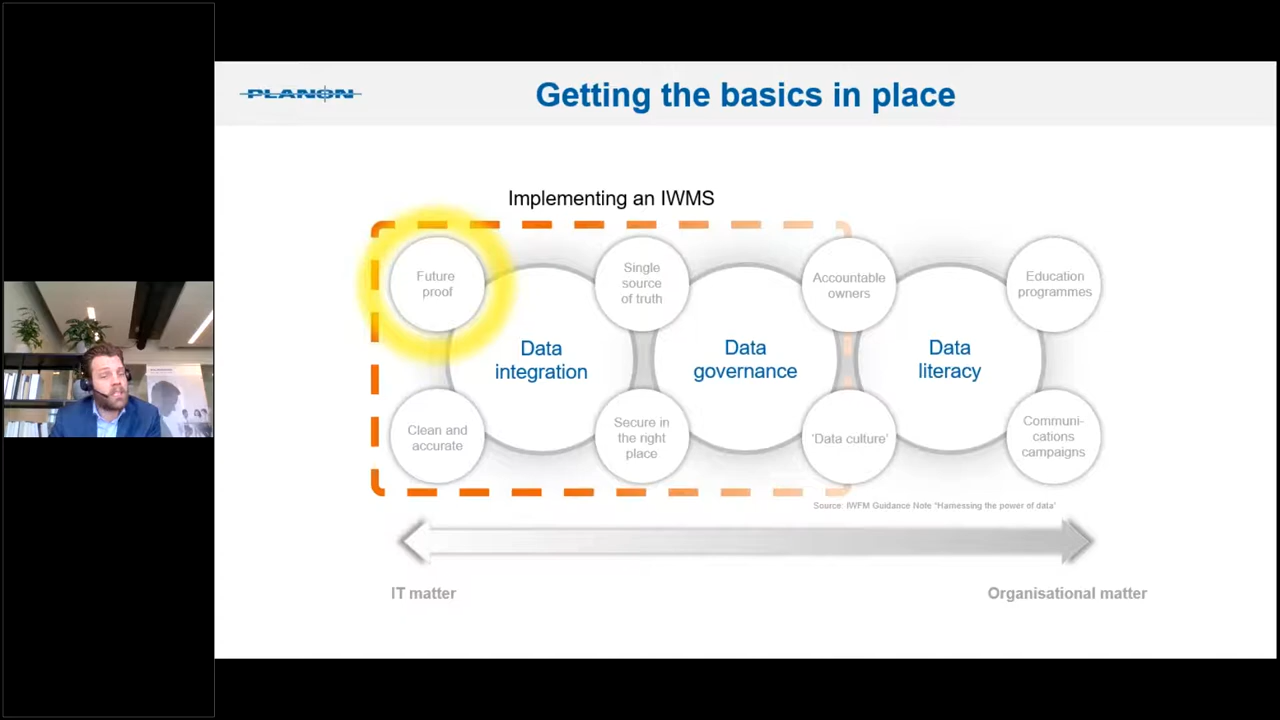 PLANON
Getting the basics in place
Implementing an IWMS
Future
proof
Single
source
of truth
Accountable
owners
Education
programmes
Data
integration
Data
governance
Data
literacy
Clean and
accurate
Secure in
the right
place
'Data culture'
Communi-
cations
campaigns
Source: IWFM Guidance Note "Harnessing the power of data"
IT matter
Organisational matter